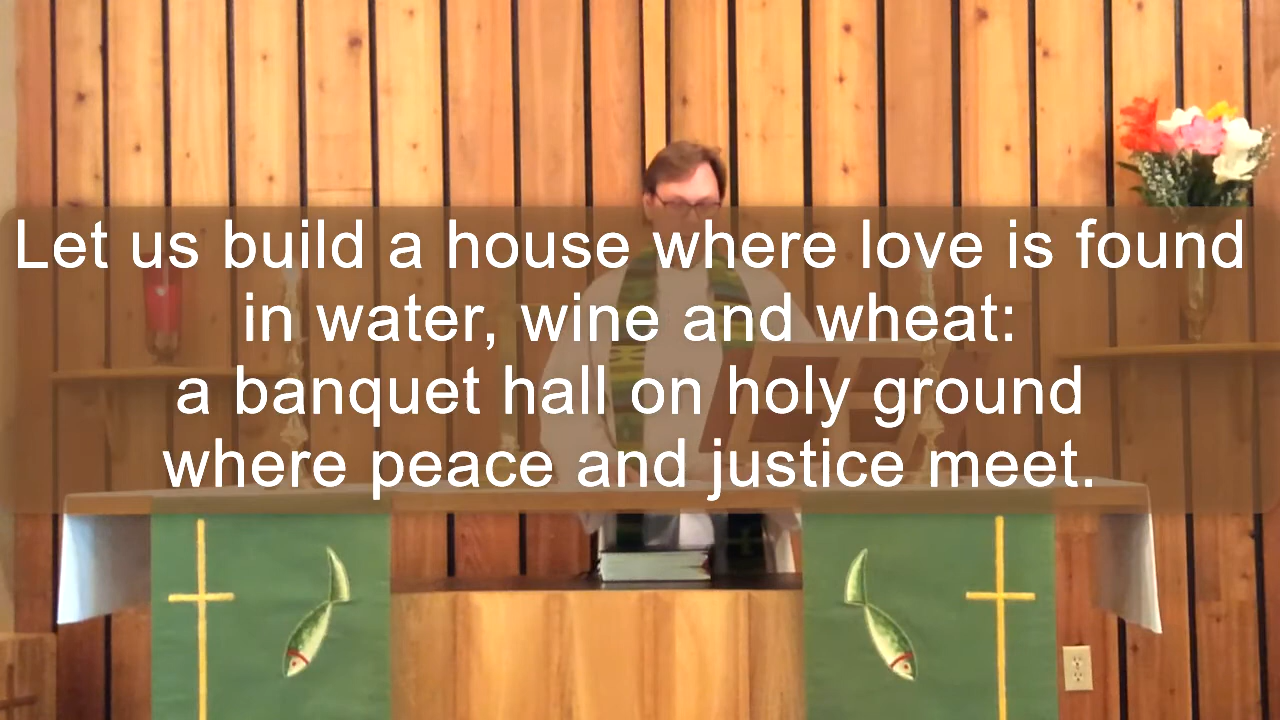 Let us build a house where love is found
in water, wine and wheat:
a banquet hall on holy ground
where peace and justice meet.